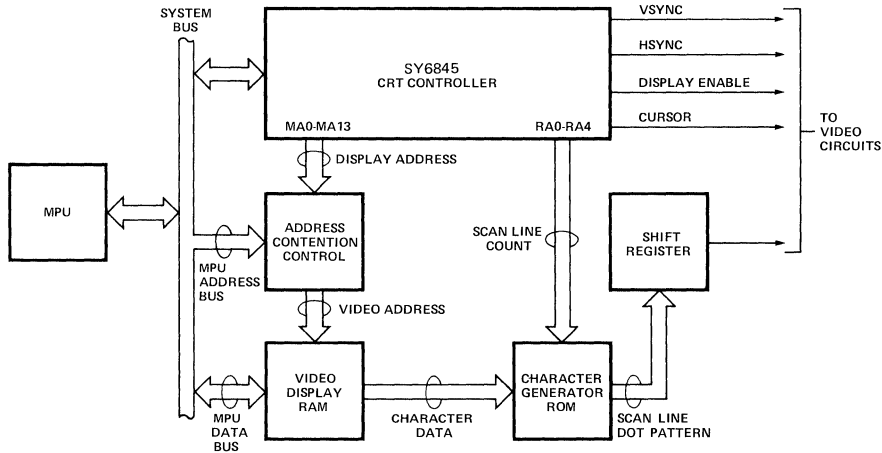 SYSTEM
BUS
VSYNC
HSYNC
DISPLAY ENABLE
CURSOR
SY6845
CRT CONTROLLER
MA0-MA13
RA0-RA4
TO
VIDEO
CIRCUITS
DISPLAY ADDRESS
MPU
ADDRESS
CONTENTION
CONTROL
SCAN LINE
COUNT
SHIFT
REGISTER
MPU
ADDRESS
BUS
VIDEO ADDRESS
VIDEO
DISPLAY
RAM
CHARACTER
GENERATOR
ROM
MPU
DATA
BUS
CHARACTER
DATA
SCAN LINE
DOT PATTERN